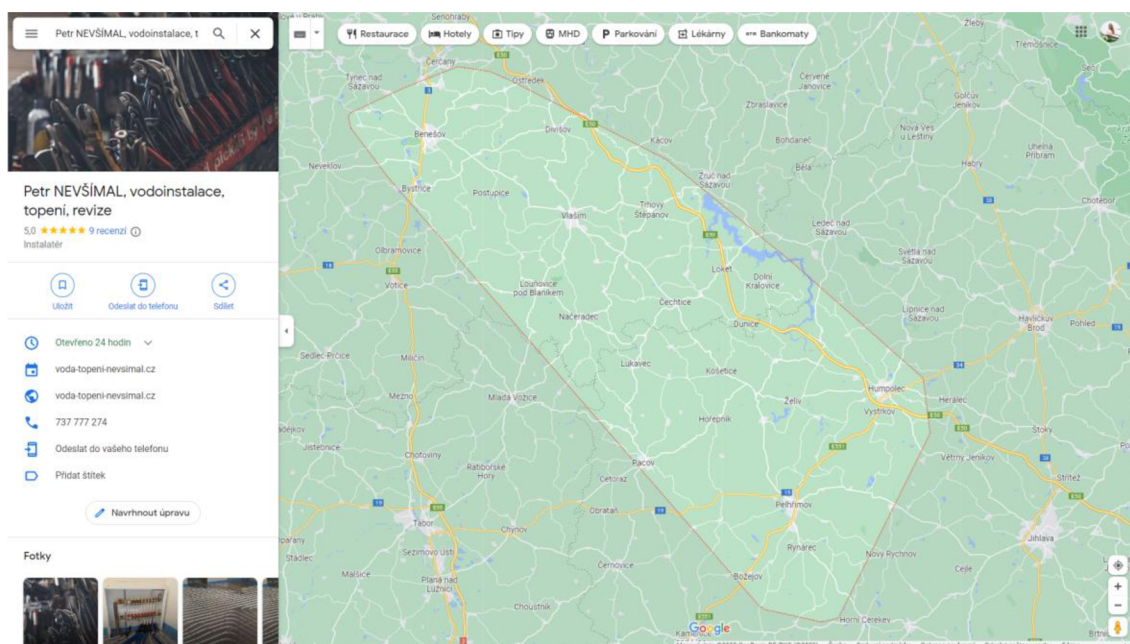 Petr NEVŠÍMAL, vodoinstalace, t
Restaurace
Hotely
Tipy
MHD
Parkování
Lékárny
Bankomaty
Petr NEVŠÍMAL, vodoinstalace,
topení, revize
5,0 9 recenzí
Instalatér
Uložit
Odeslat do telefonu
Sdílet
Otevřeno 24 hodin
voda-topeni-nevsimal.cz
voda-topeni-nevsimal.cz
737 777 274
Odeslat do vašeho telefonu
Přidat štítek
Navrhnout úpravu
Fotky
Senohraby
Žleby
Třemošnice
Seč
Čerčany
Ostředek
Týnec nad
Sázavou
Červené
Janovice
Golčův
Jeníkov
Zbraslavice
Benešov
Divišov
Kácov
Bohdaneč
Nová Ves
u Leštiny
Uhelná
Příbram
Neveklov
Běla
Habry
Zruč nad
Sázavou
Bystřice
Postupice
Chotěboř
Trhový
Štěpánov
Vlašim
Ledeč nad
Sázavou
Olbramovice
Světlá nad
Sázavou
Votice
Louňovice
pod Blaníkem
Loket
Dolní
Kralovice
Čechtice
Načeradec
Dunice
Lipnice nad
Sázavou
Havlíčkův
Brod
Pohled
Sedlec-Prčice
Miličín
Lukavec
Košetice
Humpolec
Mezno
Mladá Vožice
Želiv
Vystrkov
Herálec
Hořepník
Štoky
Jistebnice
Chotoviny
Ratibořské
Hory
Pacov
Cetoraz
Větrný Jeníkov
Střítež
Obrataň
Pelhřimov
Tábor
Chýnov
Jihlava
Sezimovo Ústí
Rynárec
Nový Rychnov
Stádlec
Malšice
Planá nad
Lužnicí
Černovice
Božejov
Cejle
Choustník
Horní Cerekev
Google